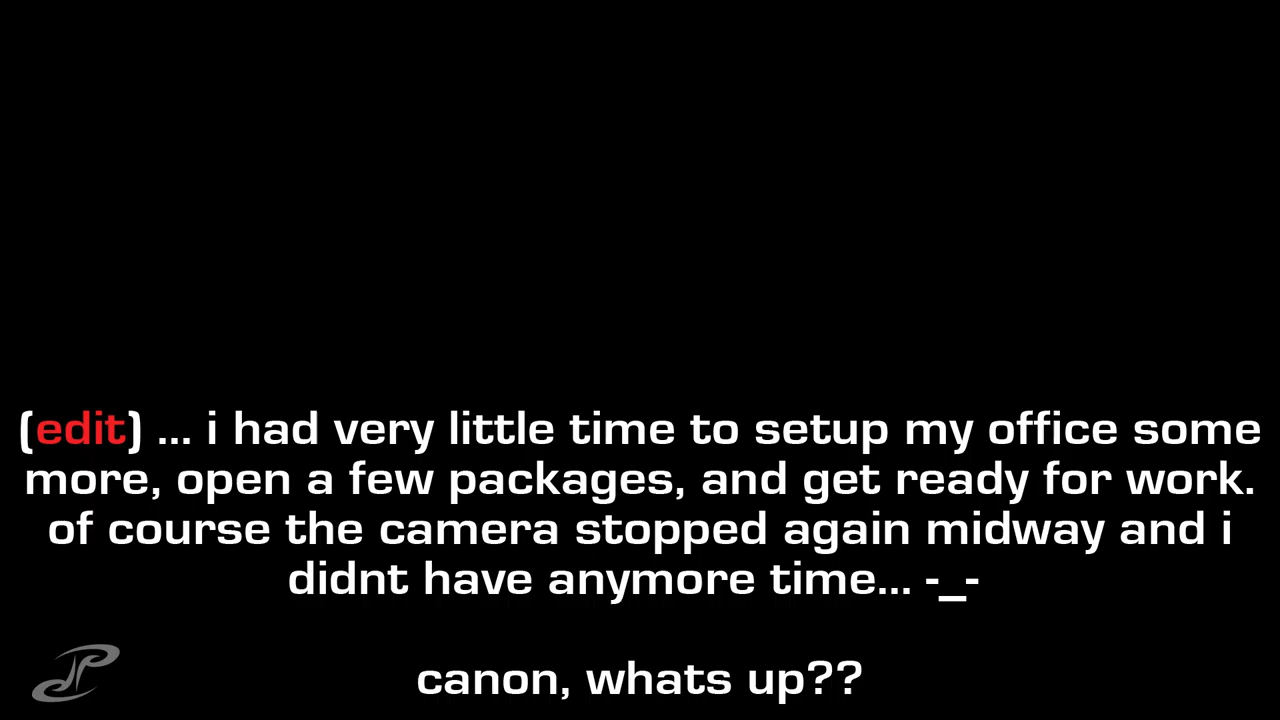 (edit) ... i had very little time to setup my office some
more, open a few packages, and get ready for work.
of course the camera stopped again midway and i
didnt have anymore time... -_-
canon, whats up??